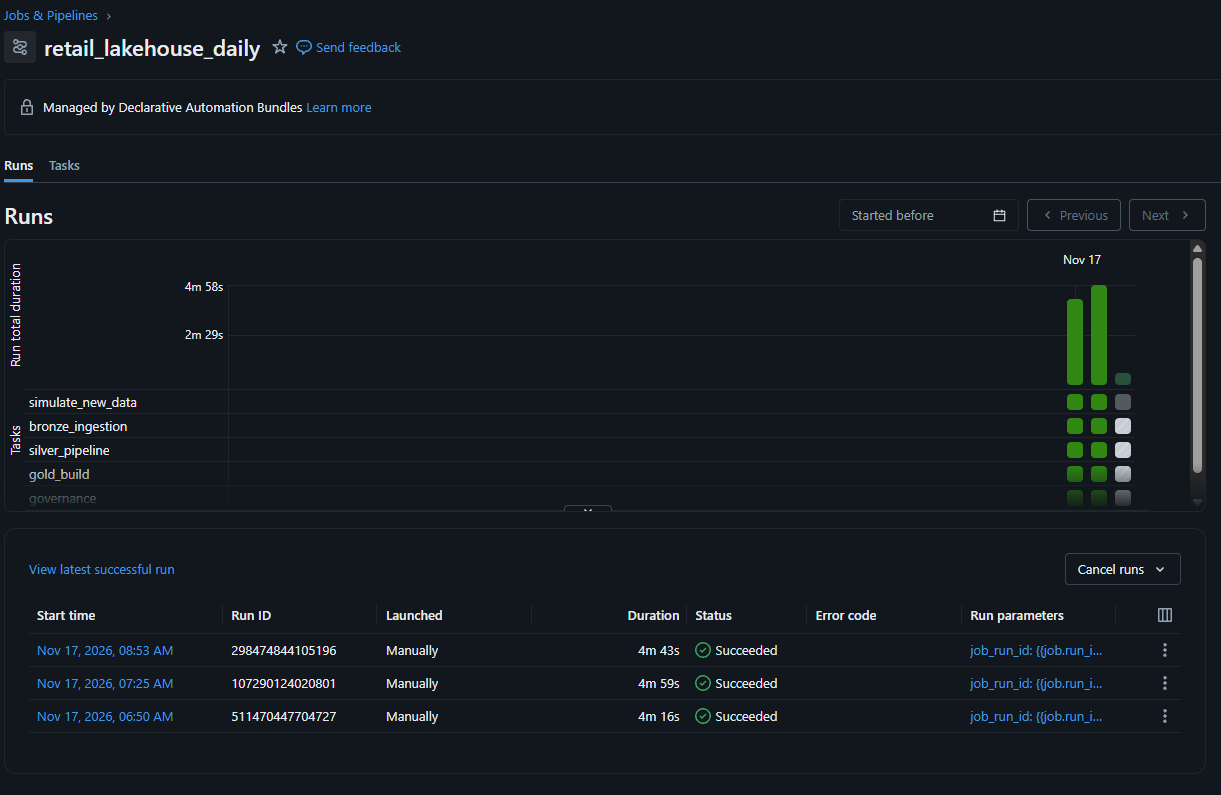 Jobs & Pipelines ›
retail_lakehouse_daily Send feedback
Managed by Declarative Automation Bundles Learn more
Runs Tasks
Runs
Started before Previous Next
Nov 17
Run total duration
4m 58s
2m 29s
Tasks
simulate_new_data
bronze_ingestion
silver_pipeline
gold_build
governance
View latest successful run Cancel runs
Start time Run ID Launched Duration Status Error code Run parameters
Nov 17, 2026, 08:53 AM 298474844105196 Manually 4m 43s Succeeded job_run_id: {{job.run_i...
Nov 17, 2026, 07:25 AM 107290124020801 Manually 4m 59s Succeeded job_run_id: {{job.run_i...
Nov 17, 2026, 06:50 AM 511470447704727 Manually 4m 16s Succeeded job_run_id: {{job.run_i...